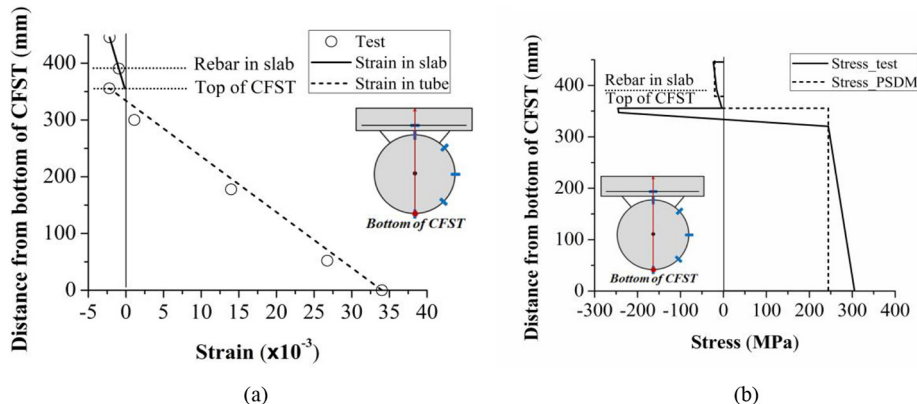 Distance from bottom of CFST (mm)
400
300
200
100
0
-5 0 5 10 15 20 25 30 35 40
Strain (x10-3)
Rebar in slab
Top of CFST
Test
Strain in slab
Strain in tube
Bottom of CFST
(a)
Distance from bottom of CFST (mm)
400
300
200
100
0
-300 -200 -100 0 100 200 300 400
Stress (MPa)
Rebar in slab
Top of CFST
Stress_test
Stress_PSDM
Bottom of CFST
(b)